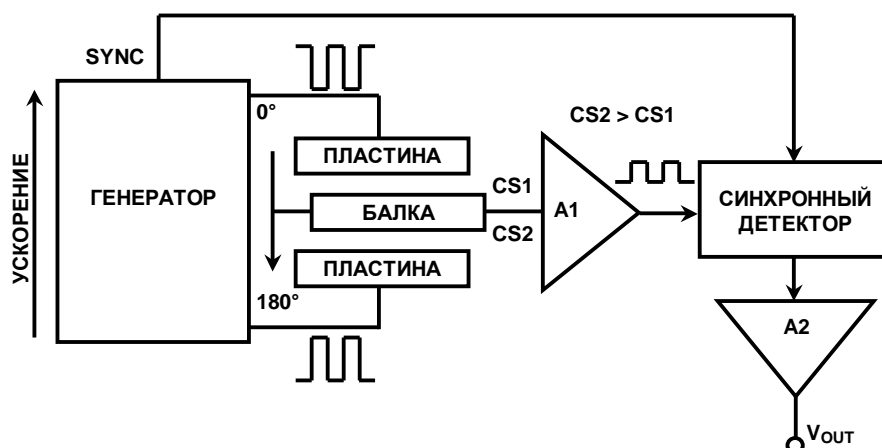 SYNC
0°
CS2 > CS1
УСКОРЕНИЕ
ГЕНЕРАТОР
ПЛАСТИНА
БАЛКА
CS1
CS2
A1
СИНХРОННЫЙ
ДЕТЕКТОР
ПЛАСТИНА
180°
A2
VOUT